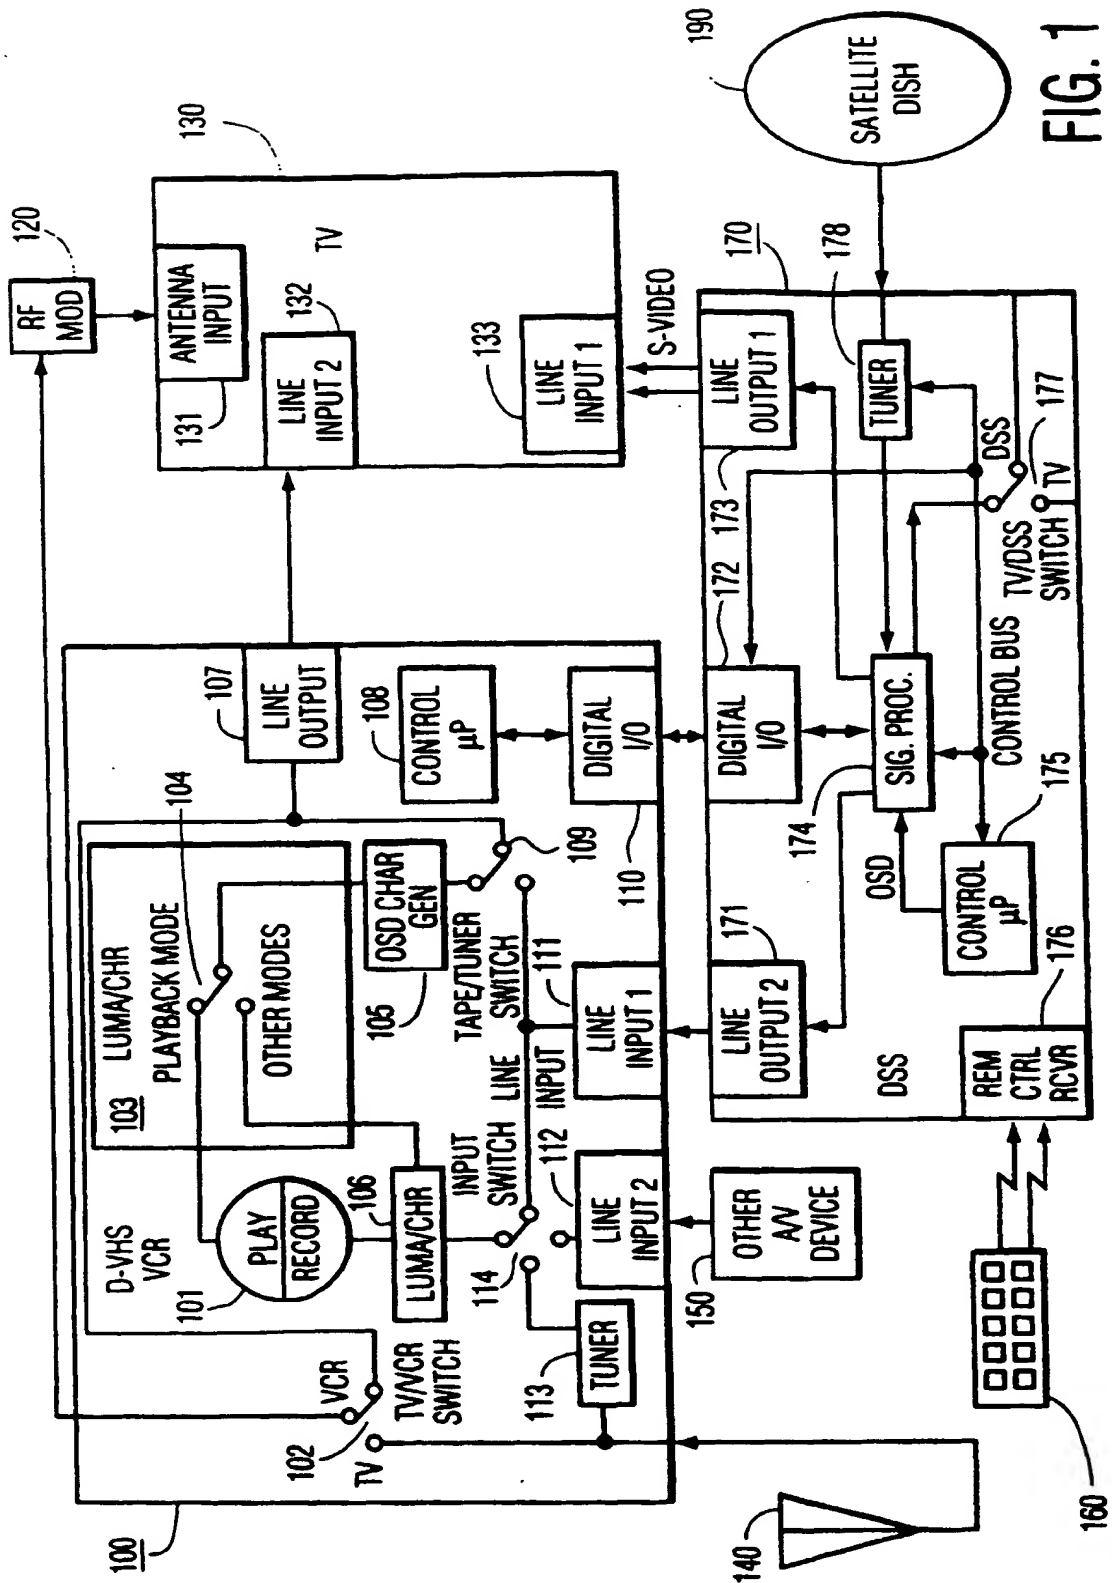 FIG. 1
100
D-VHS
VCR
101
PLAY
RECORD
VCR
102
TV
TV/VCR
SWITCH
103
LUMA/CHR
PLAYBACK MODE
104
OTHER MODES
106
LUMA/CHR
105
OSD CHAR
GEN
TAPE/TUNER
SWITCH
109
107
LINE
OUTPUT
108
CONTROL
µP
DIGITAL
I/O
110
INPUT
SWITCH
114
LINE
INPUT
111
LINE
INPUT 1
112
LINE
INPUT 2
113
TUNER
120
RF
MOD
130
TV
ANTENNA
INPUT
131
LINE
INPUT 2
132
133
LINE
INPUT 1
S-VIDEO
140
150
OTHER
A/V
DEVICE
160
170
DSS
171
LINE
OUTPUT 2
172
DIGITAL
I/O
173
LINE
OUTPUT 1
174
SIG. PROC.
OSD
CONTROL
µP
175
CONTROL BUS
REM
CTRL
RCVR
176
TV/DSS
SWITCH
DSS
TV
177
178
TUNER
190
SATELLITE
DISH